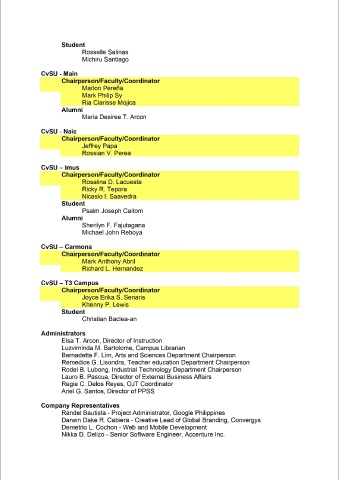 Student
Rosselle Salinas
Michiru Santiago
CvSU - Main
Chairperson/Faculty/Coordinator
Marlon Pereña
Mark Philip Sy
Ria Clarisse Mojica
Alumni
Maria Desiree T. Arcon
CvSU - Naic
Chairperson/Faculty/Coordinator
Jeffrey Papa
Rossian V. Perea
CvSU – Imus
Chairperson/Faculty/Coordinator
Rosalina D. Lacuesta
Ricky R. Tepora
Nicasio I. Saavedra
Student
Psalm Joseph Caitom
Alumni
Sherilyn F. Fajutagana
Michael John Reboya
CvSU – Carmona
Chairperson/Faculty/Coordinator
Mark Anthony Abril
Richard L. Hernandez
CvSU – T3 Campus
Chairperson/Faculty/Coordinator
Joyce Erika S. Senaris
Khenny P. Lewis
Student
Christian Baclea-an
Administrators
Elsa T. Arcon, Director of Instruction
Luzviminda M. Bartolome, Campus Librarian
Bernadette F. Lim, Arts and Sciences Department Chairperson
Remedios G. Lisondra, Teacher education Department Chairperson
Rodel B. Lubong, Industrial Technology Department Chairperson
Lauro B. Pascua, Director of External Business Affairs
Regie C. Delos Reyes, OJT Coordinator
Ariel G. Santos, Director of PPSS
Company Representatives
Randel Bautista - Project Administrator, Google Philippines
Darwin Dake R. Cabiera - Creative Lead of Global Branding, Convergys
Demetrio L. Cochon - Web and Mobile Development
Nikka D. Delizo - Senior Software Engineer, Accenture Inc.